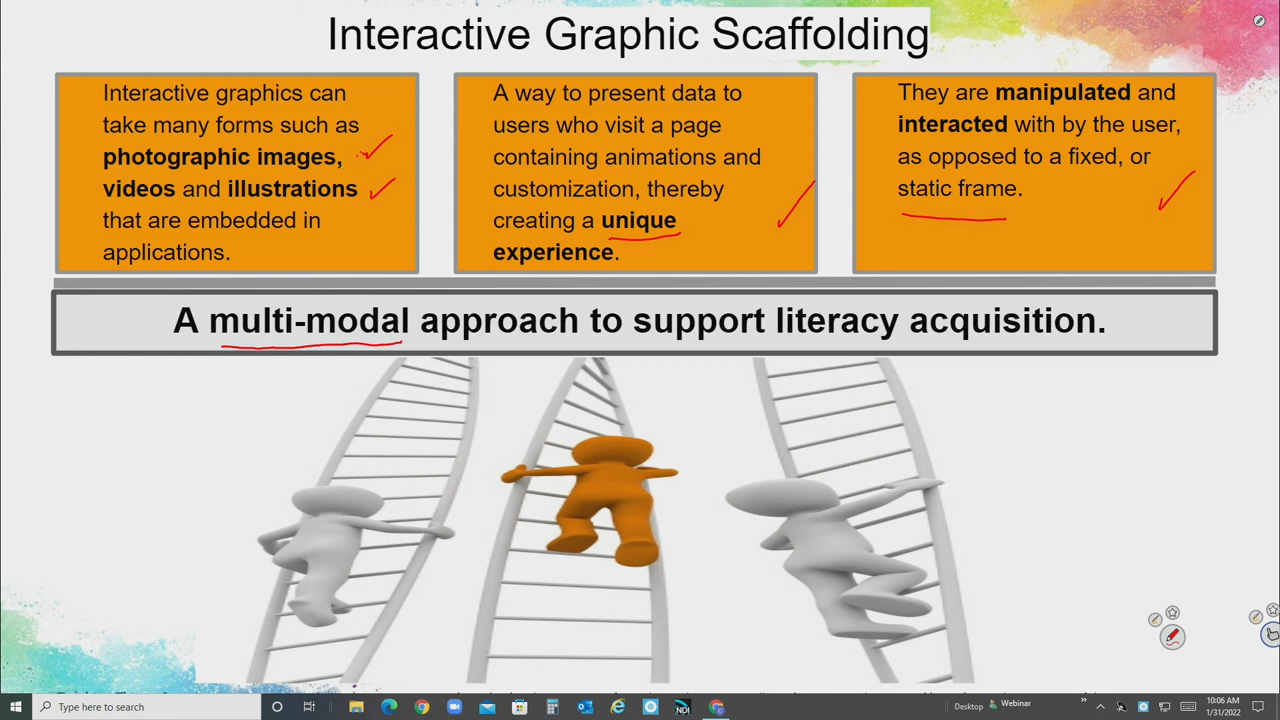 Interactive Graphic Scaffolding
Interactive graphics can
take many forms such as
photographic images,
videos and illustrations
that are embedded in
applications.
A way to present data to
users who visit a page
containing animations and
customization, thereby
creating a unique
experience.
They are manipulated and
interacted with by the user,
as opposed to a fixed, or
static frame.
A multi-modal approach to support literacy acquisition.
Type here to search
NDI
Desktop
Webinar
10:06 AM
1/31/2022